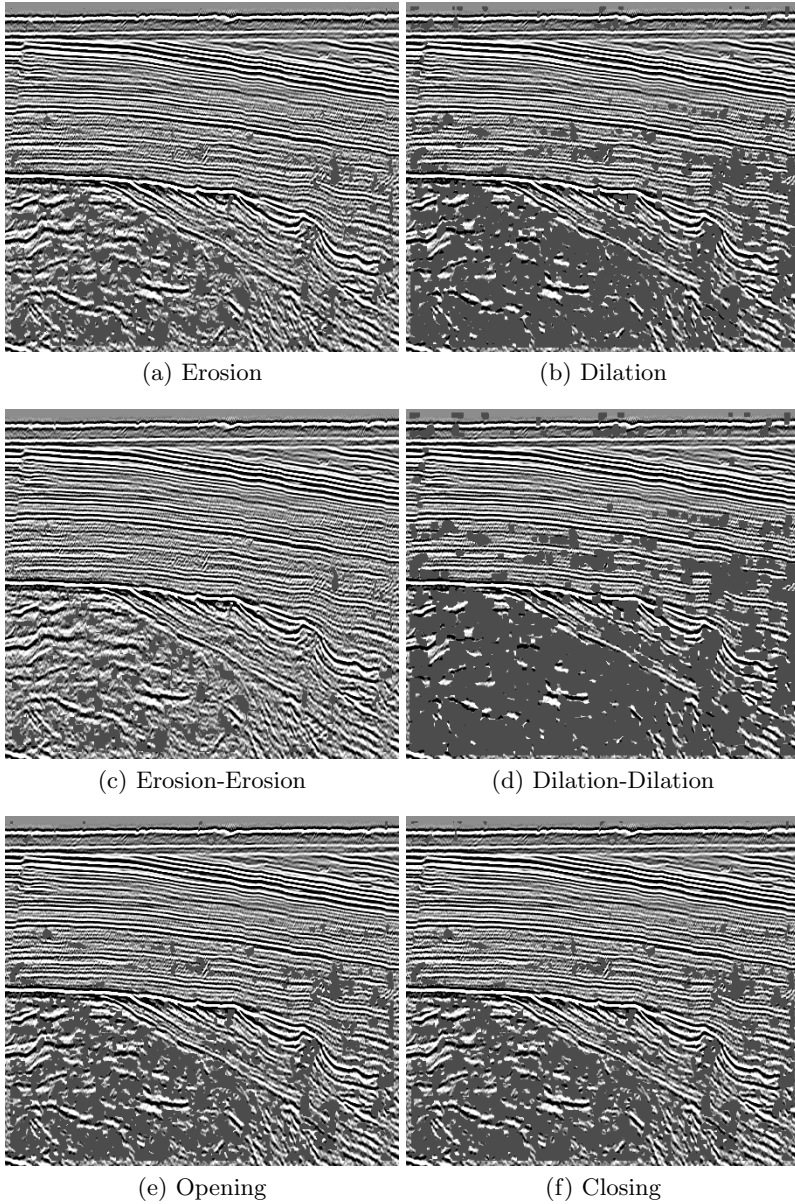 (a) Erosion
(b) Dilation
(c) Erosion-Erosion
(d) Dilation-Dilation
(e) Opening
(f) Closing